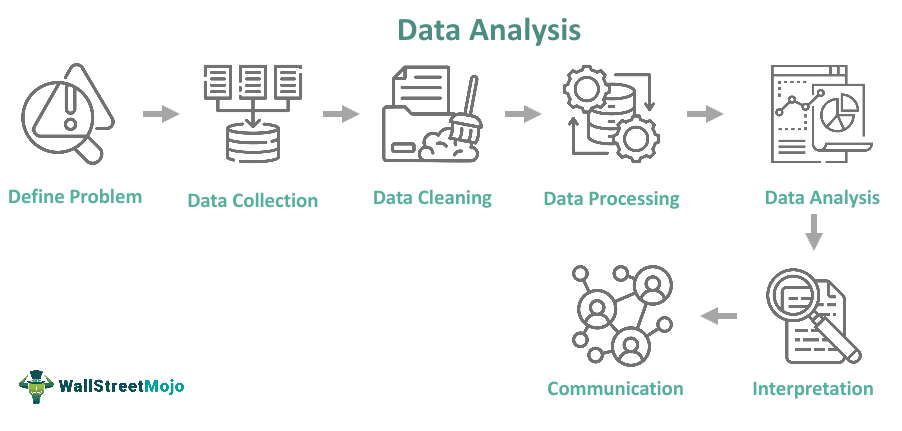 Data Analysis
Define Problem
Data Collection
Data Cleaning
Data Processing
Data Analysis
Communication
Interpretation
WallStreetMojo